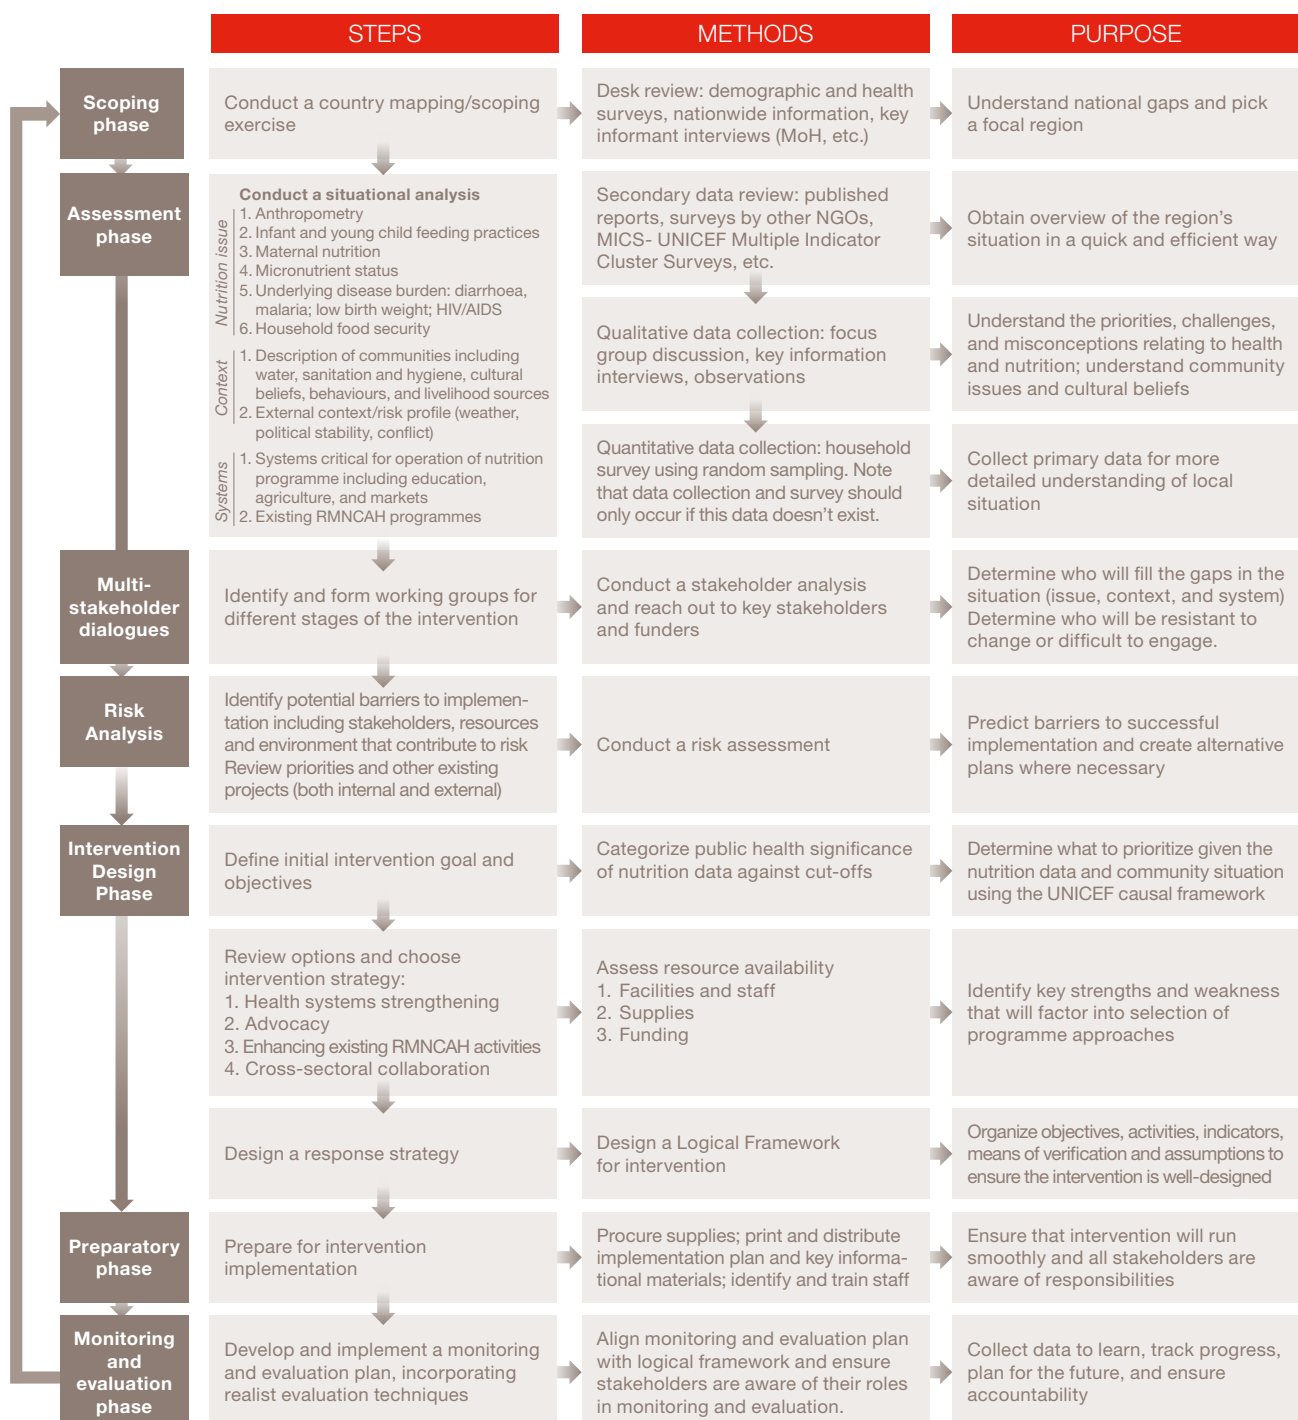 STEPS
METHODS
PURPOSE
Scoping
phase
Conduct a country mapping/scoping
exercise
Desk review: demographic and health
surveys, nationwide information, key
informant interviews (MoH, etc.)
Understand national gaps and pick
a focal region
Assessment
phase
Conduct a situational analysis
Nutrition issue
1. Anthropometry
2. Infant and young child feeding practices
3. Maternal nutrition
4. Micronutrient status
5. Underlying disease burden: diarrhoea,
malaria; low birth weight; HIV/AIDS
6. Household food security
Context
1. Description of communities including
water, sanitation and hygiene, cultural
beliefs, behaviours, and livelihood sources
2. External context/risk profile (weather,
political stability, conflict)
Systems
1. Systems critical for operation of nutrition
programme including education,
agriculture, and markets
2. Existing RMNCAH programmes
Secondary data review: published
reports, surveys by other NGOs,
MICS- UNICEF Multiple Indicator
Cluster Surveys, etc.
Obtain overview of the region's
situation in a quick and efficient way
Qualitative data collection: focus
group discussion, key information
interviews, observations
Understand the priorities, challenges,
and misconceptions relating to health
and nutrition; understand community
issues and cultural beliefs
Quantitative data collection: household
survey using random sampling. Note
that data collection and survey should
only occur if this data doesn't exist.
Collect primary data for more
detailed understanding of local
situation
Multi-
stakeholder
dialogues
Identify and form working groups for
different stages of the intervention
Conduct a stakeholder analysis
and reach out to key stakeholders
and funders
Determine who will fill the gaps in the
situation (issue, context, and system)
Determine who will be resistant to
change or difficult to engage.
Risk
Analysis
Identify potential barriers to implemen-
tation including stakeholders, resources
and environment that contribute to risk
Review priorities and other existing
projects (both internal and external)
Conduct a risk assessment
Predict barriers to successful
implementation and create alternative
plans where necessary
Intervention
Design
Phase
Define initial intervention goal and
objectives
Categorize public health significance
of nutrition data against cut-offs
Determine what to prioritize given the
nutrition data and community situation
using the UNICEF causal framework
Review options and choose
intervention strategy:
1. Health systems strengthening
2. Advocacy
3. Enhancing existing RMNCAH activities
4. Cross-sectoral collaboration
Assess resource availability
1. Facilities and staff
2. Supplies
3. Funding
Identify key strengths and weakness
that will factor into selection of
programme approaches
Design a response strategy
Design a Logical Framework
for intervention
Organize objectives, activities, indicators,
means of verification and assumptions to
ensure the intervention is well-designed
Preparatory
phase
Prepare for intervention
implementation
Procure supplies; print and distribute
implementation plan and key informa-
tional materials; identify and train staff
Ensure that intervention will run
smoothly and all stakeholders are
aware of responsibilities
Monitoring
and
evaluation
phase
Develop and implement a monitoring
and evaluation plan, incorporating
realist evaluation techniques
Align monitoring and evaluation plan
with logical framework and ensure
stakeholders are aware of their roles
in monitoring and evaluation.
Collect data to learn, track progress,
plan for the future, and ensure
accountability